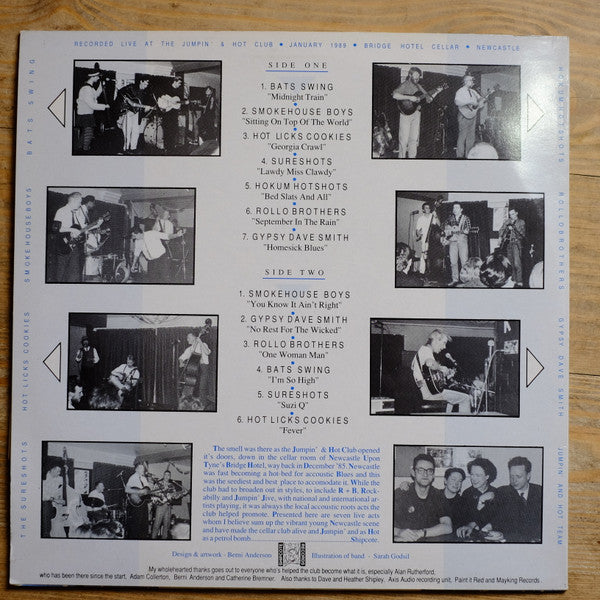 RECORDED LIVE AT THE JUMPIN' & HOT CLUB • JANUARY 1989 • BRIDGE HOTEL CELLAR • NEWCASTLE
SIDE ONE
1. BATS SWING
"Midnight Train"
2. SMOKEHOUSE BOYS
"Sitting On Top Of The World"
3. HOT LICKS COOKIES
"Georgia Crawl"
4. SURESHOTS
"Lawdy Miss Clawdy"
5. HOKUM HOTSHOTS
"Bed Slats And All"
6. ROLLO BROTHERS
"September In The Rain"
7. GYPSY DAVE SMITH
"Homesick Blues"
SIDE TWO
1. SMOKEHOUSE BOYS
"You Know It Ain't Right"
2. GYPSY DAVE SMITH
"No Rest For The Wicked"
3. ROLLO BROTHERS
"One Woman Man"
4. BATS SWING
"I'm So High"
5. SURESHOTS
"Suzi Q"
6. HOT LICKS COOKIES
"Fever"
The smell was there as the Jumpin' & Hot Club opened
it's doors, down in the cellar room of Newcastle Upon
Tyne's Bridge Hotel, way back in December '85. Newcastle
was fast becoming a hot-bed for acoustic Blues and this
was the seediest and best place to accomodate it. While the
club had to broaden out in styles, to include R + B, Rock-
abilly and Jumpin' Jive, with national and international ar-
tists playing, it was always the local acoustic roots acts the
club helped promote. Presented here are seven live acts
whom I believe sum up the vibrant young Newcastle scene
and have made the cellar club alive and Jumpin' and as Hot
as a petrol bomb
Shipcore.
Design & artwork - Berni Anderson
Illustration of band - Sarah Godsil
My wholehearted thanks goes out to everyone who's helped the club become what it is, especially Alan Rutherford,
who has been there since the start, Adam Collerton, Berni Anderson and Catherine Bremner. Also thanks to Dave and Heather Shipley, Axis Audio recording unit, Paint it Red and Mayking Records.
BATS SWING
SMOKEHOUSE BOYS
HOT LICKS COOKIES
THE SURESHOTS
HOKUM HOTSHOTS
ROLLO BROTHERS
GYPSY DAVE SMITH
JUMPIN AND HOT TEAM